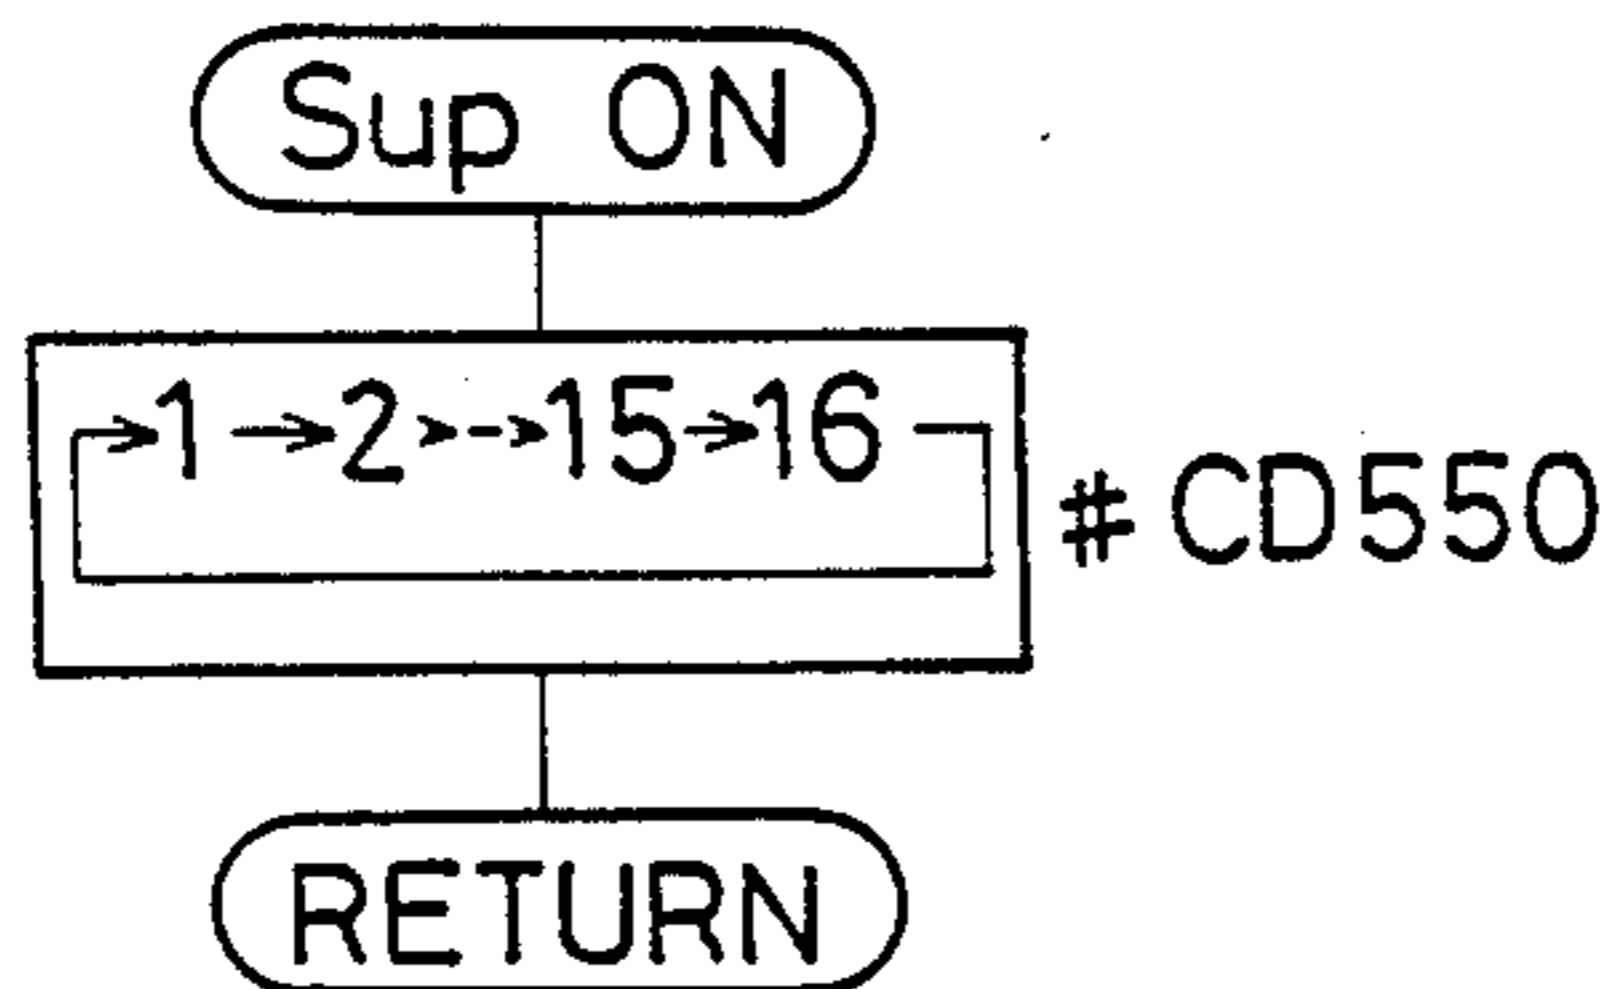 Sup ON
1 → 2 > - > 15 → 16
# CD550
RETURN